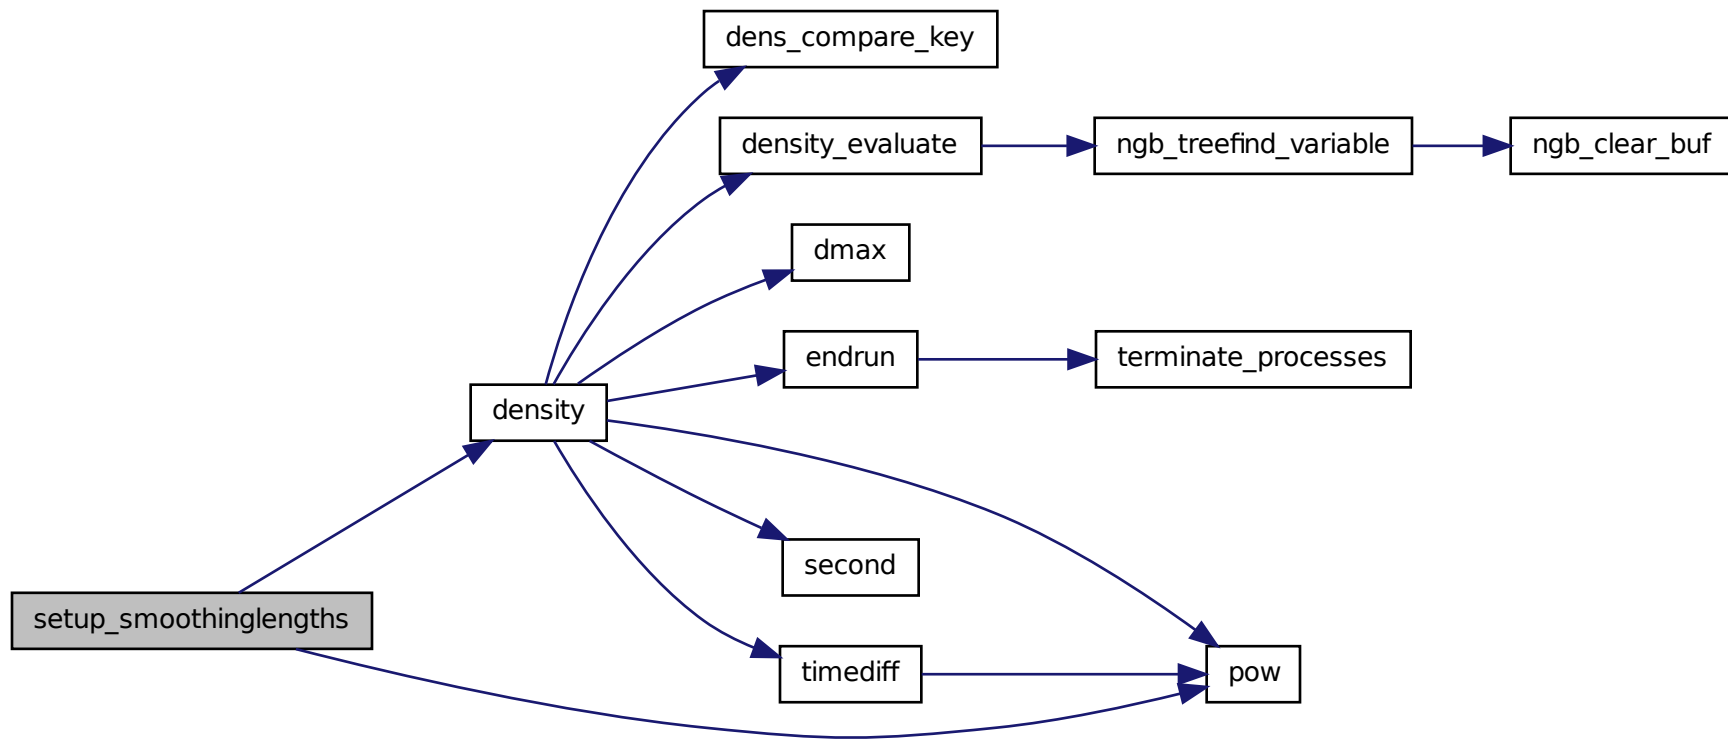 dens_compare_key
density_evaluate
ngb_treefind_variable
ngb_clear_buf
dmax
endrun
terminate_processes
density
second
setup_smoothinglengths
timediff
pow